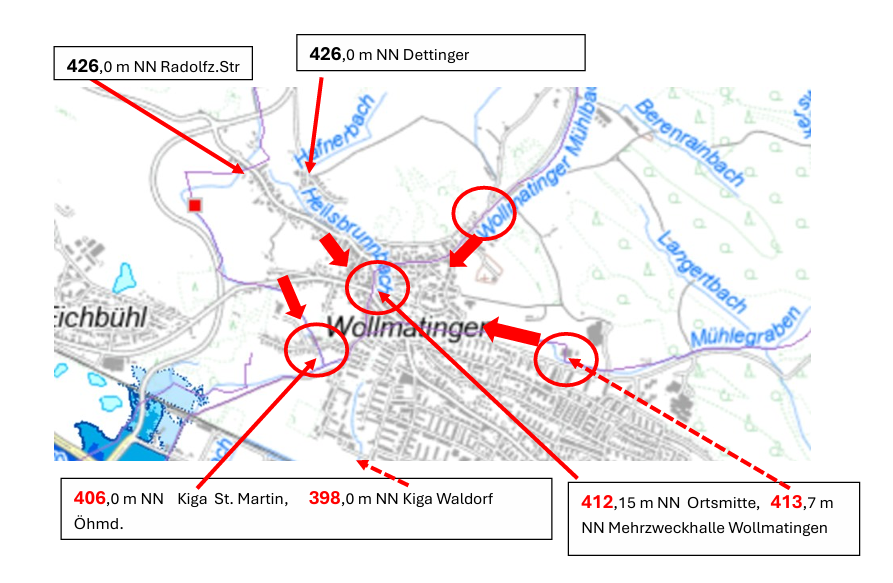 426,0 m NN Radolfz.Str
426,0 m NN Dettinger
Hafnerbach
Berenrainbach
Wollmatinger Mühlbac
Heilsbrunnbach
Langertbach
Eichbühl
Wollmatingen
Mühlegraben
406,0 m NN Kiga St. Martin, 398,0 m NN Kiga Waldorf
Öhmd.
412,15 m NN Ortsmitte, 413,7 m
NN Mehrzweckhalle Wollmatingen